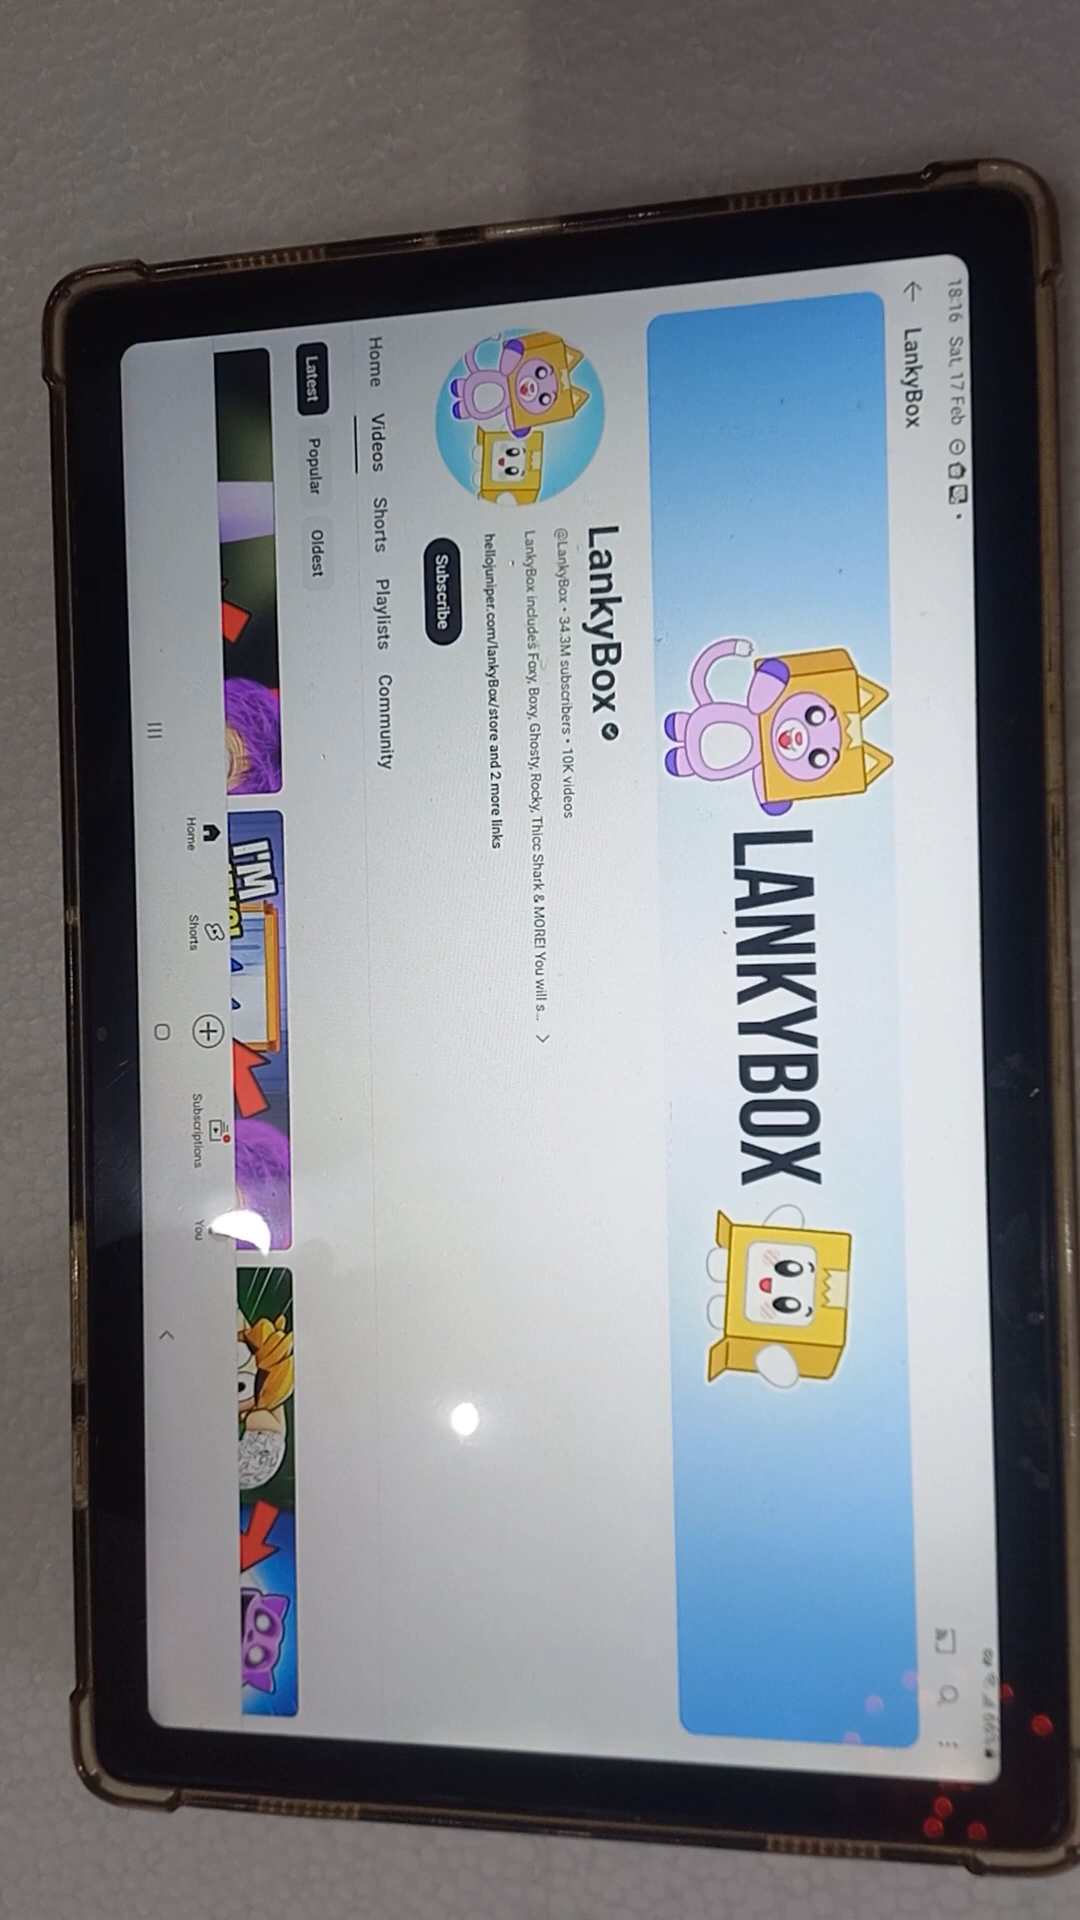 18:16 Sat, 17 Feb
66%
LankyBox
LANKYBOX
LankyBox
@LankyBox • 34.3M subscribers • 10K videos
LankyBox includes Foxy, Boxy, Ghosty, Rocky, Thicc Shark & MORE! You will s...
hellojuniper.com/lankyBox/store and 2 more links
Subscribe
Home Videos Shorts Playlists Community
Latest Popular Oldest
I'M
Home Shorts Subscriptions You